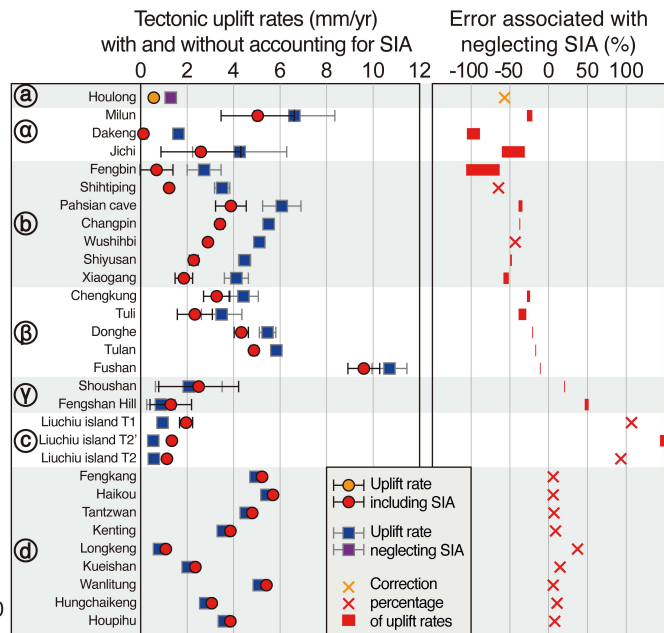 Tectonic uplift rates (mm/yr)
with and without accounting for SIA
Error associated with
neglecting SIA (%)
0 2 4 6 8 10 12
-100 -50 0 50 100
a
Houlong
α
Milun
Dakeng
Jichi
b
Fengbin
Shihtiping
Pahsian cave
Changpin
Wushihbi
Shiyusan
Xiaogang
β
Chengkung
Tuli
Donghe
Tulan
Fushan
γ
Shoushan
Fengshan Hill
c
Liuchiu island T1
Liuchiu island T2'
Liuchiu island T2
d
Fengkang
Haikou
Tantzwan
Kenting
Longkeng
Kueishan
Wanlitung
Hungchaikeng
Houpihu
Uplift rate
including SIA
Uplift rate
neglecting SIA
Correction
percentage
of uplift rates